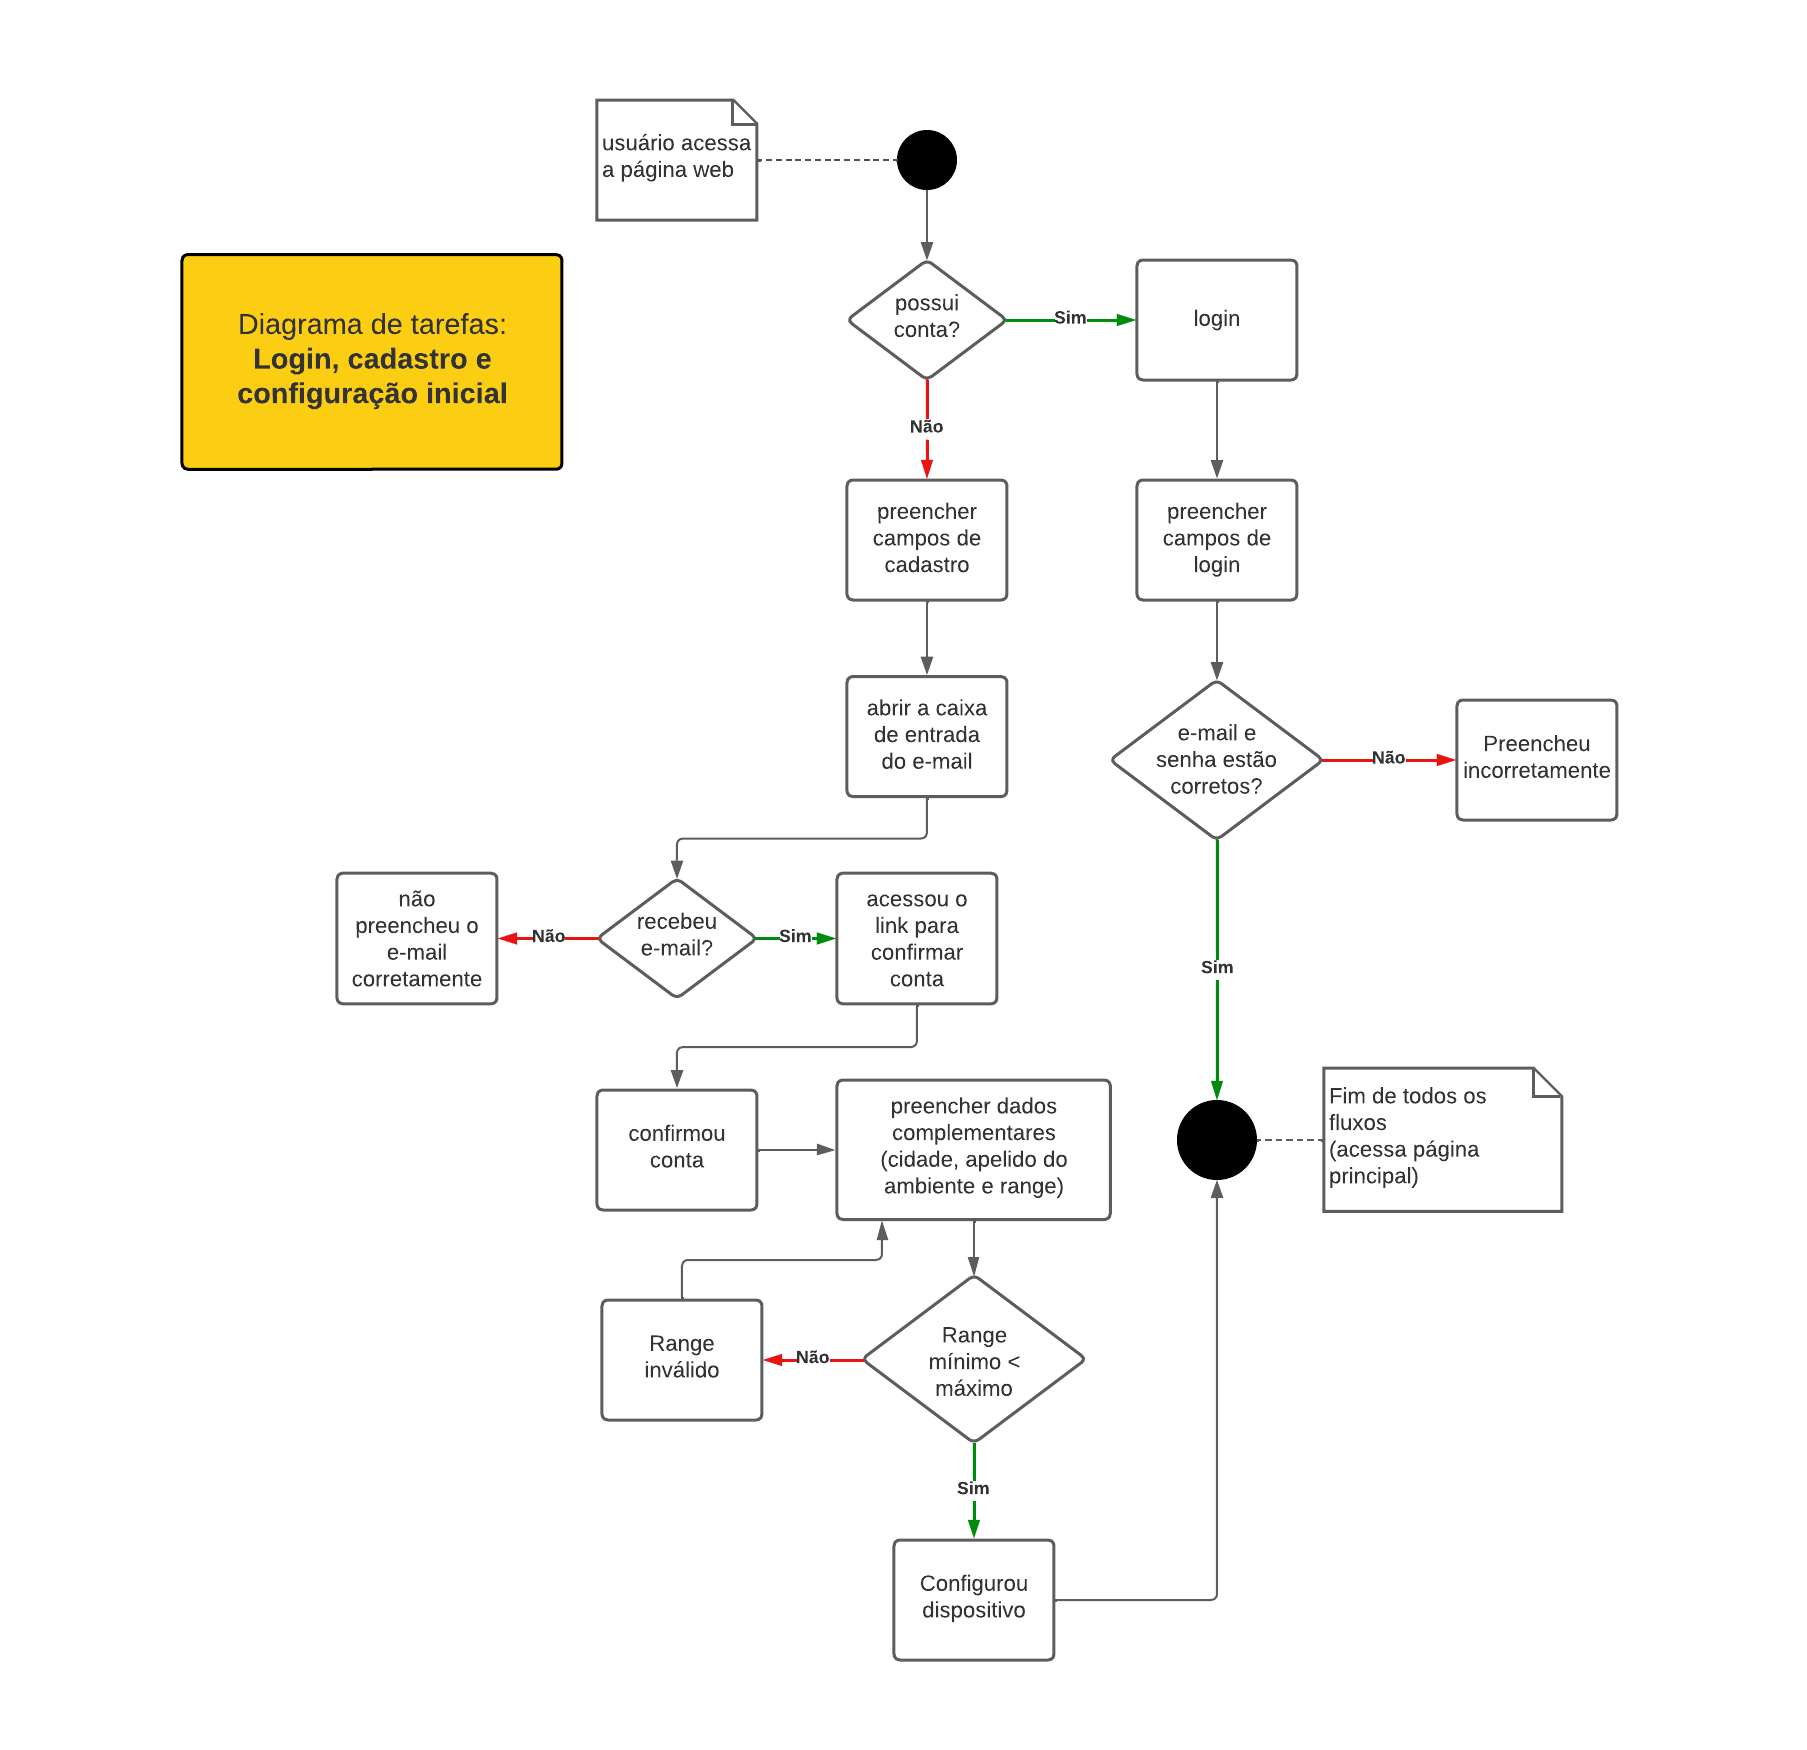 usuário acessa
a página web
Diagrama de tarefas:
Login, cadastro e
configuração inicial
possui
conta?
Sim
login
Não
preencher
campos de
cadastro
preencher
campos de
login
abrir a caixa
de entrada
do e-mail
e-mail e
senha estão
corretos?
Não
Preencheu
incorretamente
não
preencheu o
e-mail
corretamente
Não
recebeu
e-mail?
Sim
acessou o
link para
confirmar
conta
Sim
confirmou
conta
preencher dados
complementares
(cidade, apelido do
ambiente e range)
Fim de todos os
fluxos
(acessa página
principal)
Range
inválido
Não
Range
mínimo <
máximo
Sim
Configurou
dispositivo